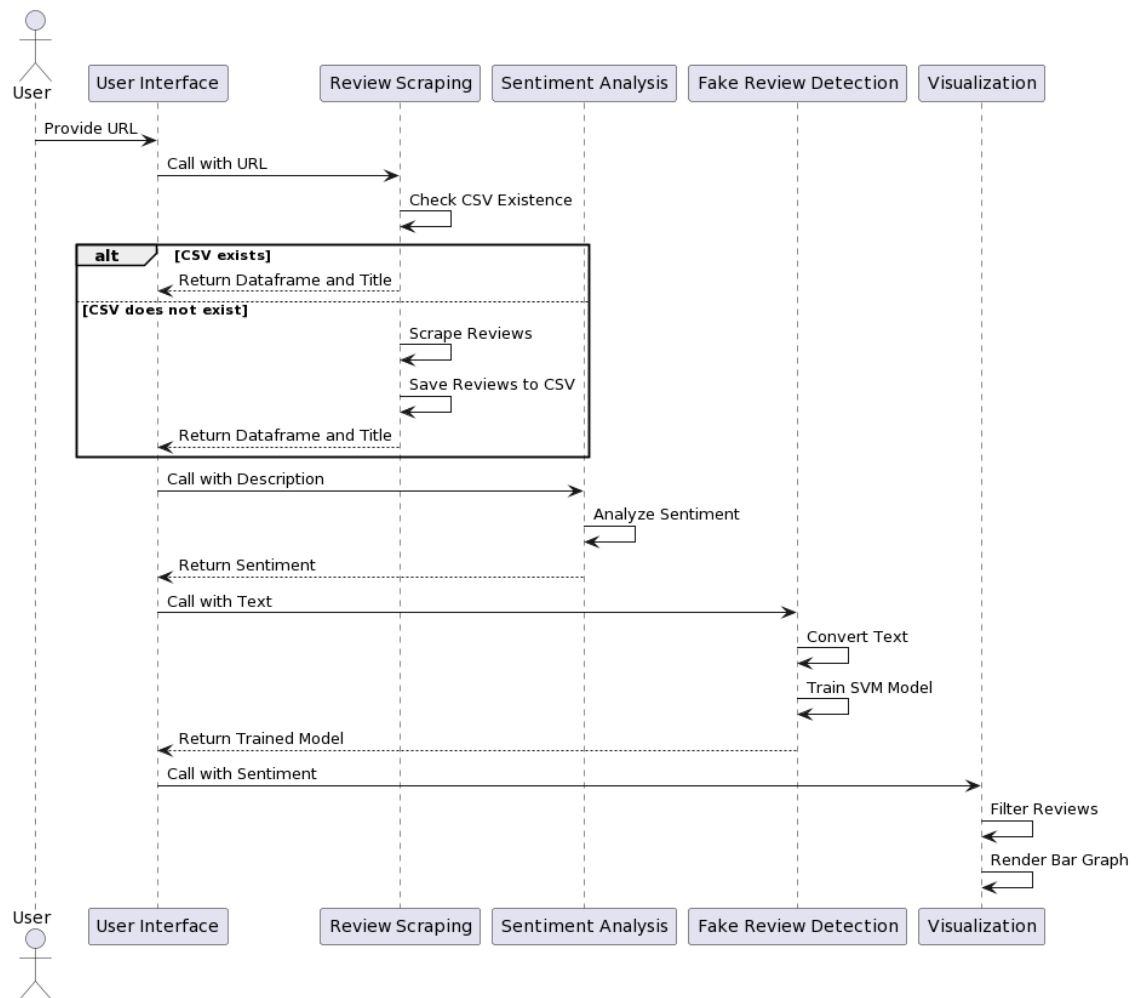 User
User Interface
Review Scraping
Sentiment Analysis
Fake Review Detection
Visualization
Provide URL
Call with URL
Check CSV Existence
alt
[CSV exists]
Return Dataframe and Title
[CSV does not exist]
Scrape Reviews
Save Reviews to CSV
Return Dataframe and Title
Call with Description
Analyze Sentiment
Return Sentiment
Call with Text
Convert Text
Train SVM Model
Return Trained Model
Call with Sentiment
Filter Reviews
Render Bar Graph
User
User Interface
Review Scraping
Sentiment Analysis
Fake Review Detection
Visualization